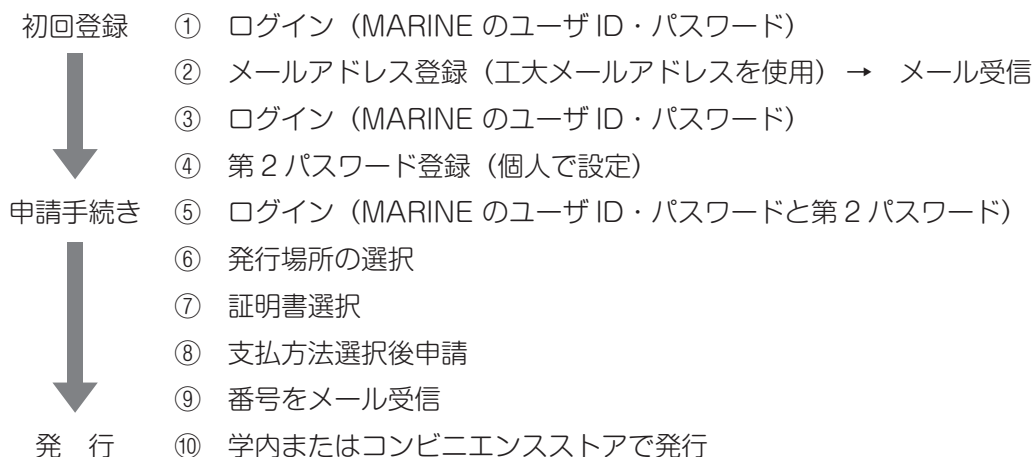 初回登録 ① ログイン（MARINE のユーザ ID・パスワード）
② メールアドレス登録（工大メールアドレスを使用）→ メール受信
③ ログイン（MARINE のユーザ ID・パスワード）
④ 第２パスワード登録（個人で設定）
申請手続き ⑤ ログイン（MARINE のユーザ ID・パスワードと第２パスワード）
⑥ 発行場所の選択
⑦ 証明書選択
⑧ 支払方法選択後申請
⑨ 番号をメール受信
発　行 ⑩ 学内またはコンビニエンスストアで発行